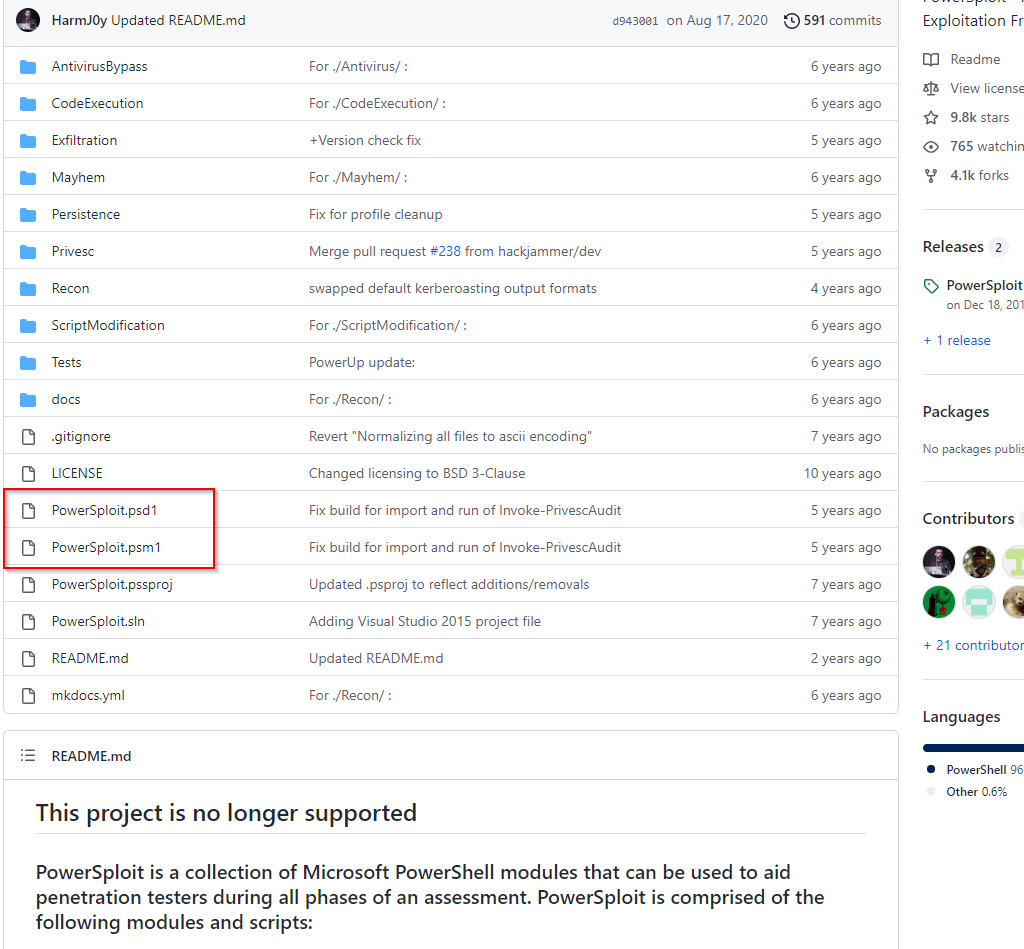 PowerSploit - A
HarmJ0y Updated README.md d943001 on Aug 17, 2020 591 commits
Exploitation Fr
AntivirusBypass For ./Antivirus/ : 6 years ago
Readme
CodeExecution For ./CodeExecution/ : 6 years ago
View license
Exfiltration +Version check fix 5 years ago
9.8k stars
765 watchin
Mayhem For ./Mayhem/ : 6 years ago
4.1k forks
Persistence Fix for profile cleanup 5 years ago
Privesc Merge pull request #238 from hackjammer/dev 5 years ago
Releases 2
Recon swapped default kerberoasting output formats 4 years ago
PowerSploit
on Dec 18, 201
ScriptModification For ./ScriptModification/ : 6 years ago
+ 1 release
Tests PowerUp update: 6 years ago
docs For ./Recon/ : 6 years ago
Packages
.gitignore Revert "Normalizing all files to ascii encoding" 7 years ago
No packages publis
LICENSE Changed licensing to BSD 3-Clause 10 years ago
PowerSploit.psd1 Fix build for import and run of Invoke-PrivescAudit 5 years ago
Contributors
PowerSploit.psm1 Fix build for import and run of Invoke-PrivescAudit 5 years ago
PowerSploit.pssproj Updated .psproj to reflect additions/removals 7 years ago
PowerSploit.sln Adding Visual Studio 2015 project file 7 years ago
+ 21 contributor
README.md Updated README.md 2 years ago
mkdocs.yml For ./Recon/ : 6 years ago
Languages
README.md
PowerShell 96
Other 0.6%
This project is no longer supported
PowerSploit is a collection of Microsoft PowerShell modules that can be used to aid
penetration testers during all phases of an assessment. PowerSploit is comprised of the
following modules and scripts: